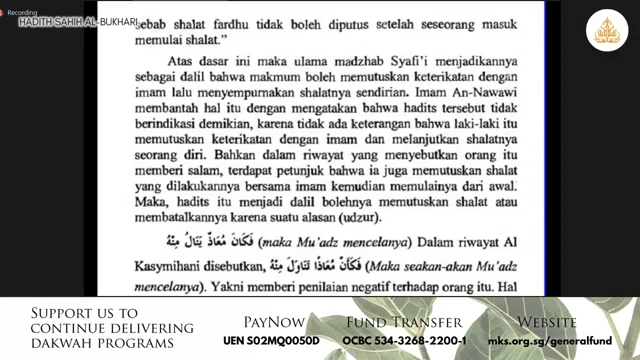 Recording
HADITH SAHIH AL-BUKHARI
sebab shalat fardhu tidak boleh diputus setelah seseorang masuk
memulai shalat.”
Atas dasar ini maka ulama madzhab Syafi'i menjadikannya
sebagai dalil bahwa makmum boleh memutuskan keterikatan dengan
imam lalu menyempurnakan shalatnya sendirian. Imam An-Nawawi
membantah hal itu dengan mengatakan bahwa hadits tersebut tidak
berindikasi demikian, karena tidak ada keterangan bahwa laki-laki itu
memutuskan keterikatan dengan imam dan melanjutkan shalatnya
seorang diri. Bahkan dalam riwayat yang menyebutkan orang itu
memberi salam, terdapat petunjuk bahwa ia juga memutuskan shalat
yang dilakukannya bersama imam kemudian memulainya dari awal.
Maka, hadits itu menjadi dalil bolehnya memutuskan shalat atau
membatalkannya karena suatu alasan (udzur).
فَكَانَ مُعَاذٌ يَنَالُ مِنْهُ (maka Mu'adz mencelanya) Dalam riwayat Al
Kasymihani disebutkan, فَكَأَنَّ مُعَاذًا تَنَاوَلَ مِنْهُ (Maka seakan-akan Mu'adz
mencelanya). Yakni memberi penilaian negatif terhadap orang itu. Hal
SUPPORT US TO
CONTINUE DELIVERING
DAKWAH PROGRAMS
PAYNOW
UEN S02MQ0050D
FUND TRANSFER
OCBC 534-3268-2200-1
WEBSITE
mks.org.sg/generalfund